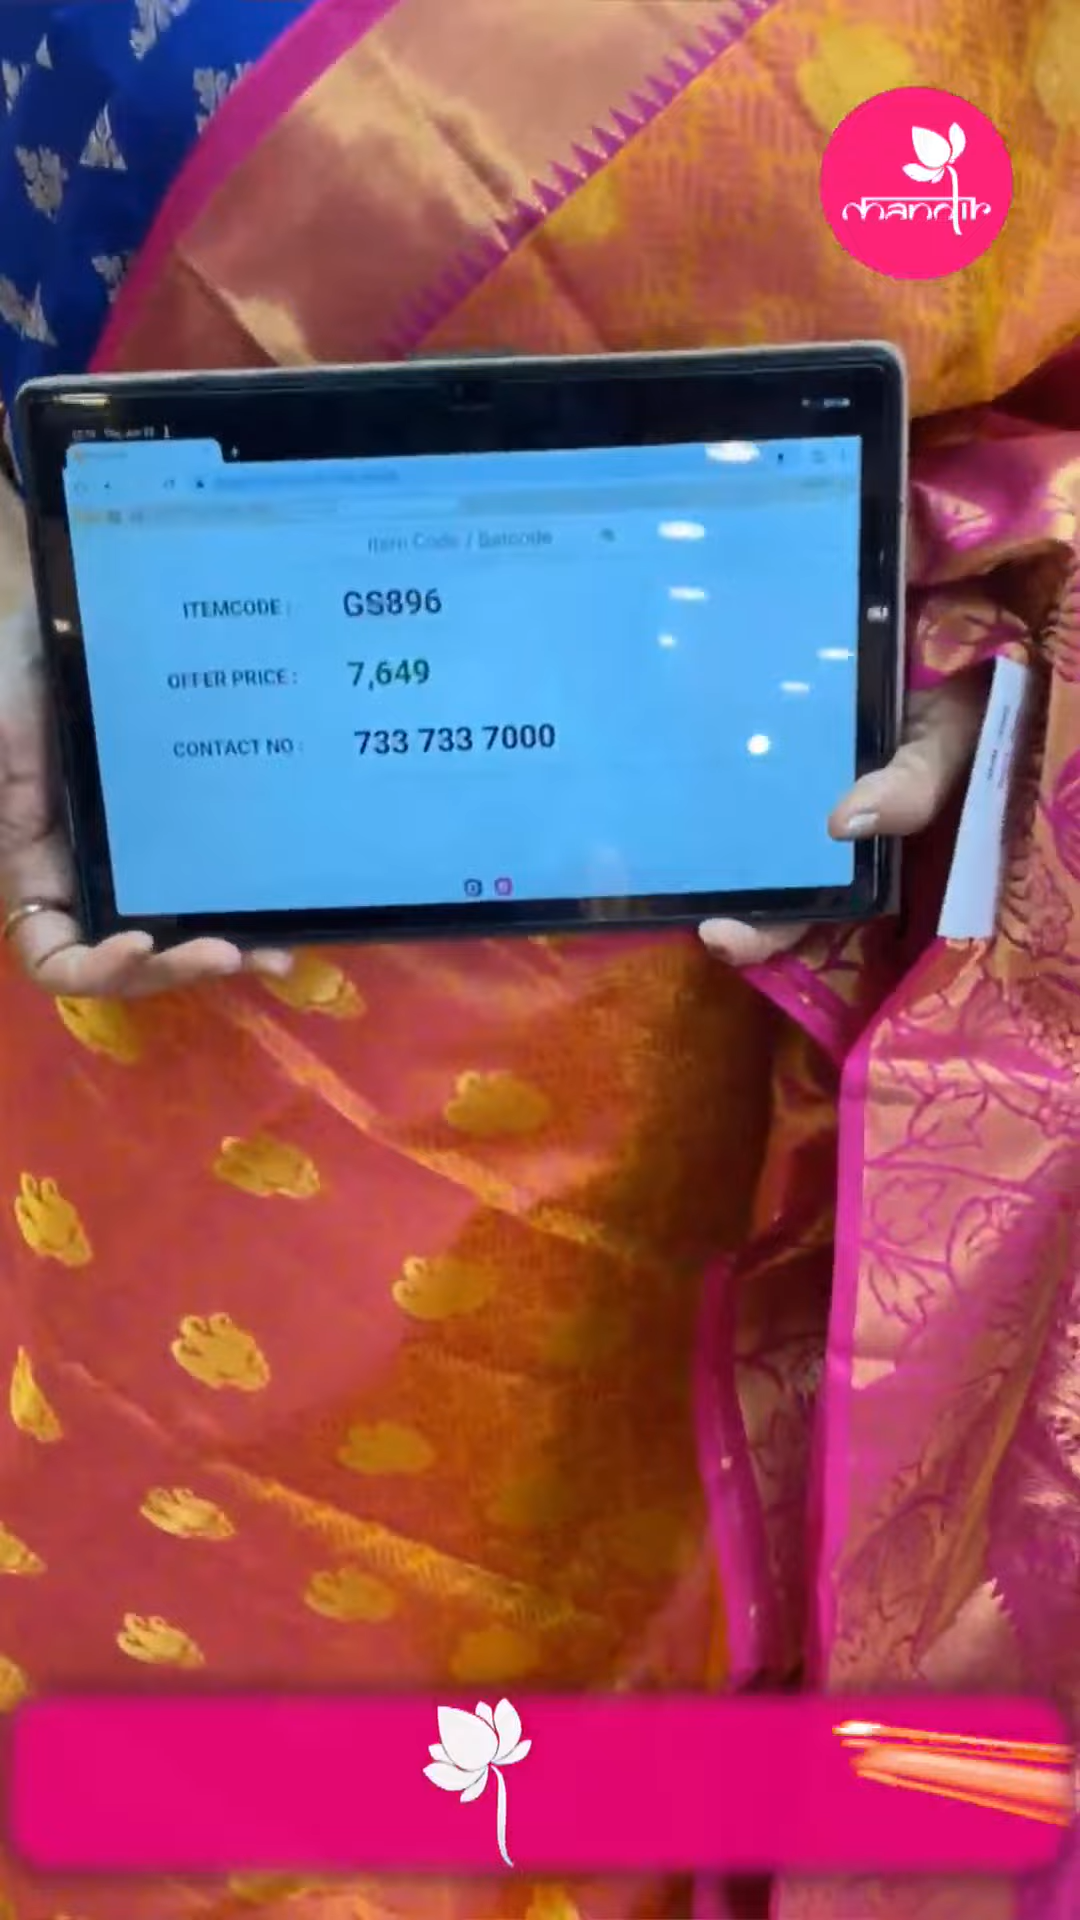 mandir
Item Code / Barcode
ITEMCODE : GS896
OFFER PRICE : 7,649
CONTACT NO : 733 733 7000